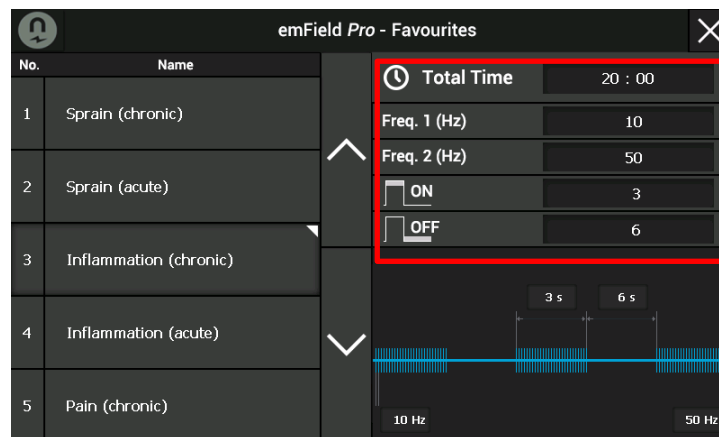 emField Pro - Favourites
No. Name
1 Sprain (chronic)
2 Sprain (acute)
3 Inflammation (chronic)
4 Inflammation (acute)
5 Pain (chronic)
Total Time 20 : 00
Freq. 1 (Hz) 10
Freq. 2 (Hz) 50
ON 3
OFF 6
3 s 6 s
10 Hz 50 Hz